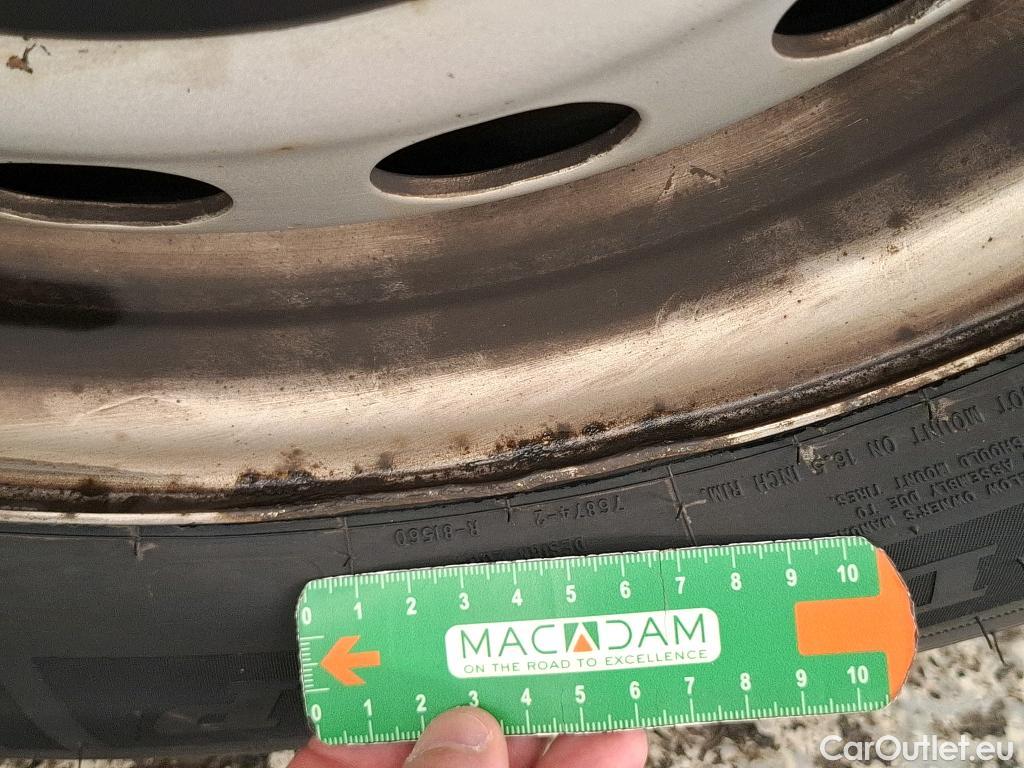 NOT MOUNT ON 16.5 INCH RIM.
OWNER'S MANUAL
ASSEMBLY DUE TO
SHOULD MOUNT TIRES.
76874-2
R-81560
0 1 2 3 4 5 6 7 8 9 10
MACADAM
ON THE ROAD TO EXCELLENCE
0 1 2 3 4 5 6 7 8 9 10
CarOutlet.eu